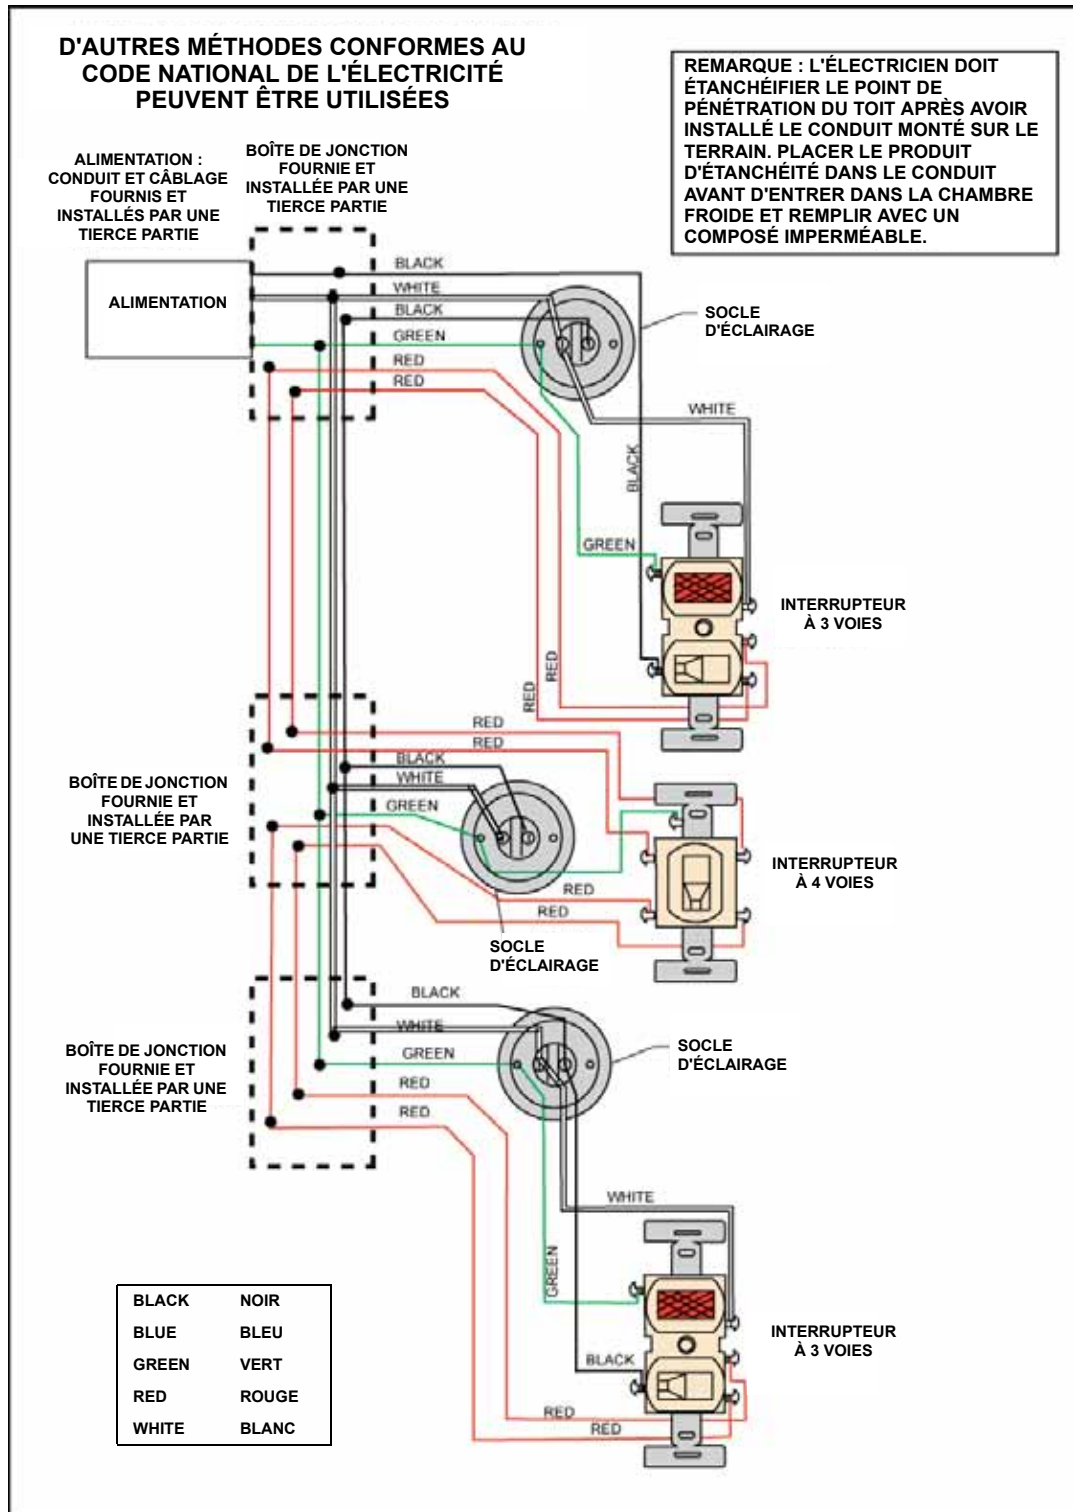 D'AUTRES MÉTHODES CONFORMES AU
CODE NATIONAL DE L'ÉLECTRICITÉ
PEUVENT ÊTRE UTILISÉES
REMARQUE : L'ÉLECTRICIEN DOIT
ÉTANCHÉIFIER LE POINT DE
PÉNÉTRATION DU TOIT APRÈS AVOIR
INSTALLÉ LE CONDUIT MONTÉ SUR LE
TERRAIN. PLACER LE PRODUIT
D'ÉTANCHÉITÉ DANS LE CONDUIT
AVANT D'ENTRER DANS LA CHAMBRE
FROIDE ET REMPLIR AVEC UN
COMPOSÉ IMPERMÉABLE.
ALIMENTATION :
CONDUIT ET CÂBLAGE
FOURNIS ET
INSTALLÉS PAR UNE
TIERCE PARTIE
BOÎTE DE JONCTION
FOURNIE ET
INSTALLÉE PAR UNE
TIERCE PARTIE
ALIMENTATION
BLACK
WHITE
BLACK
GREEN
RED
RED
SOCLE
D'ÉCLAIRAGE
WHITE
BLACK
GREEN
INTERRUPTEUR
À 3 VOIES
RED
RED
RED
RED
BLACK
WHITE
GREEN
BOÎTE DE JONCTION
FOURNIE ET
INSTALLÉE PAR
UNE TIERCE PARTIE
INTERRUPTEUR
À 4 VOIES
RED
RED
SOCLE
D'ÉCLAIRAGE
BLACK
WHITE
GREEN
RED
RED
BOÎTE DE JONCTION
FOURNIE ET
INSTALLÉE PAR UNE
TIERCE PARTIE
SOCLE
D'ÉCLAIRAGE
WHITE
GREEN
BLACK
INTERRUPTEUR
À 3 VOIES
RED
RED
BLACK NOIR
BLUE BLEU
GREEN VERT
RED ROUGE
WHITE BLANC